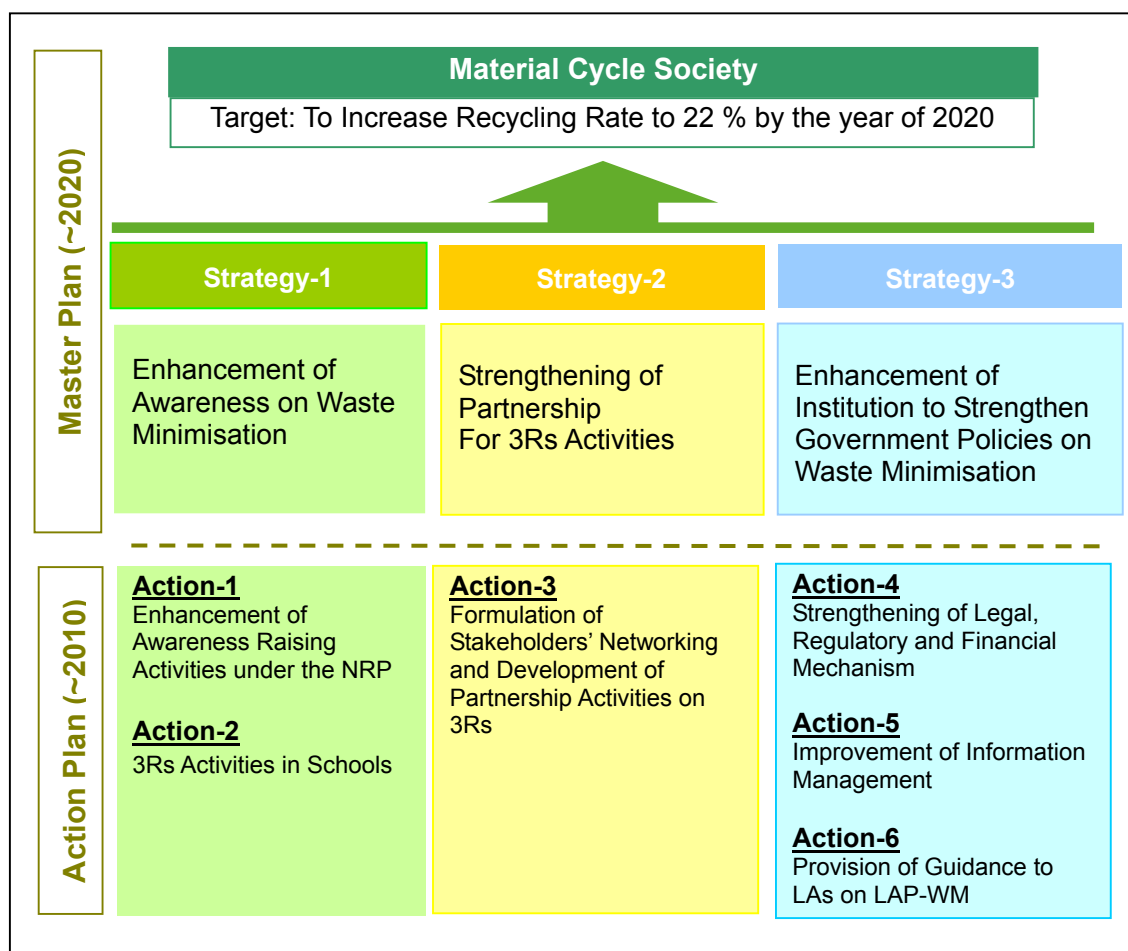 Material Cycle Society
Target: To Increase Recycling Rate to 22 % by the year of 2020
Master Plan (~2020)
Strategy-1
Strategy-2
Strategy-3
Enhancement of
Awareness on Waste
Minimisation
Strengthening of
Partnership
For 3Rs Activities
Enhancement of
Institution to Strengthen
Government Policies on
Waste Minimisation
Action Plan (~2010)
Action-1
Enhancement of
Awareness Raising
Activities under the NRP
Action-2
3Rs Activities in Schools
Action-3
Formulation of
Stakeholders’ Networking
and Development of
Partnership Activities on
3Rs
Action-4
Strengthening of Legal,
Regulatory and Financial
Mechanism
Action-5
Improvement of Information
Management
Action-6
Provision of Guidance to
LAs on LAP-WM